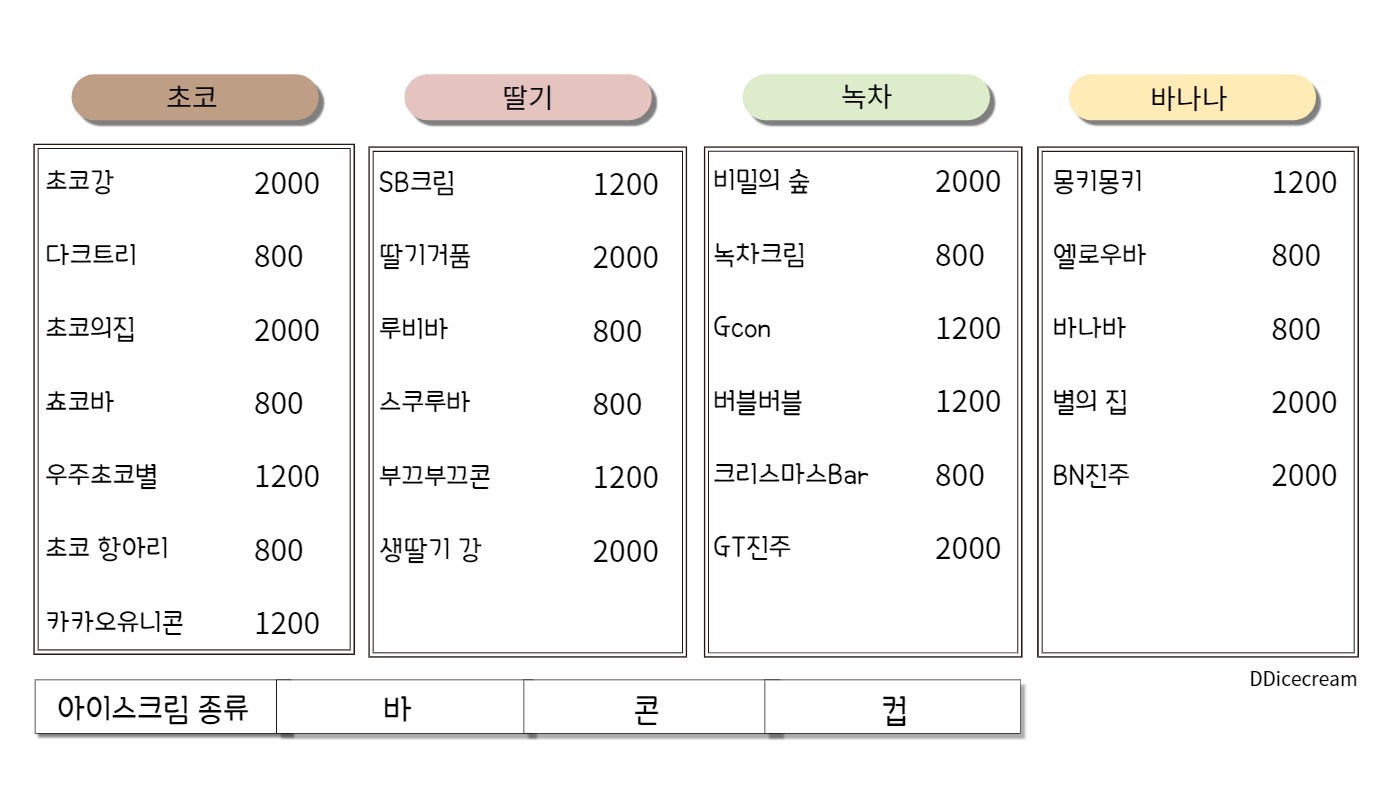 초코
초코강 2000
다크트리 800
초코의집 2000
쵸코바 800
우주초코별 1200
초코 항아리 800
카카오유니콘 1200
딸기
SB크림 1200
딸기거품 2000
루비바 800
스쿠루바 800
부끄부끄콘 1200
생딸기 강 2000
녹차
비밀의 숲 2000
녹차크림 800
Gcon 1200
버블버블 1200
크리스마스Bar 800
GT진주 2000
바나나
몽키몽키 1200
엘로우바 800
바나바 800
별의 집 2000
BN진주 2000
DDicecream
아이스크림 종류 바 콘 컵